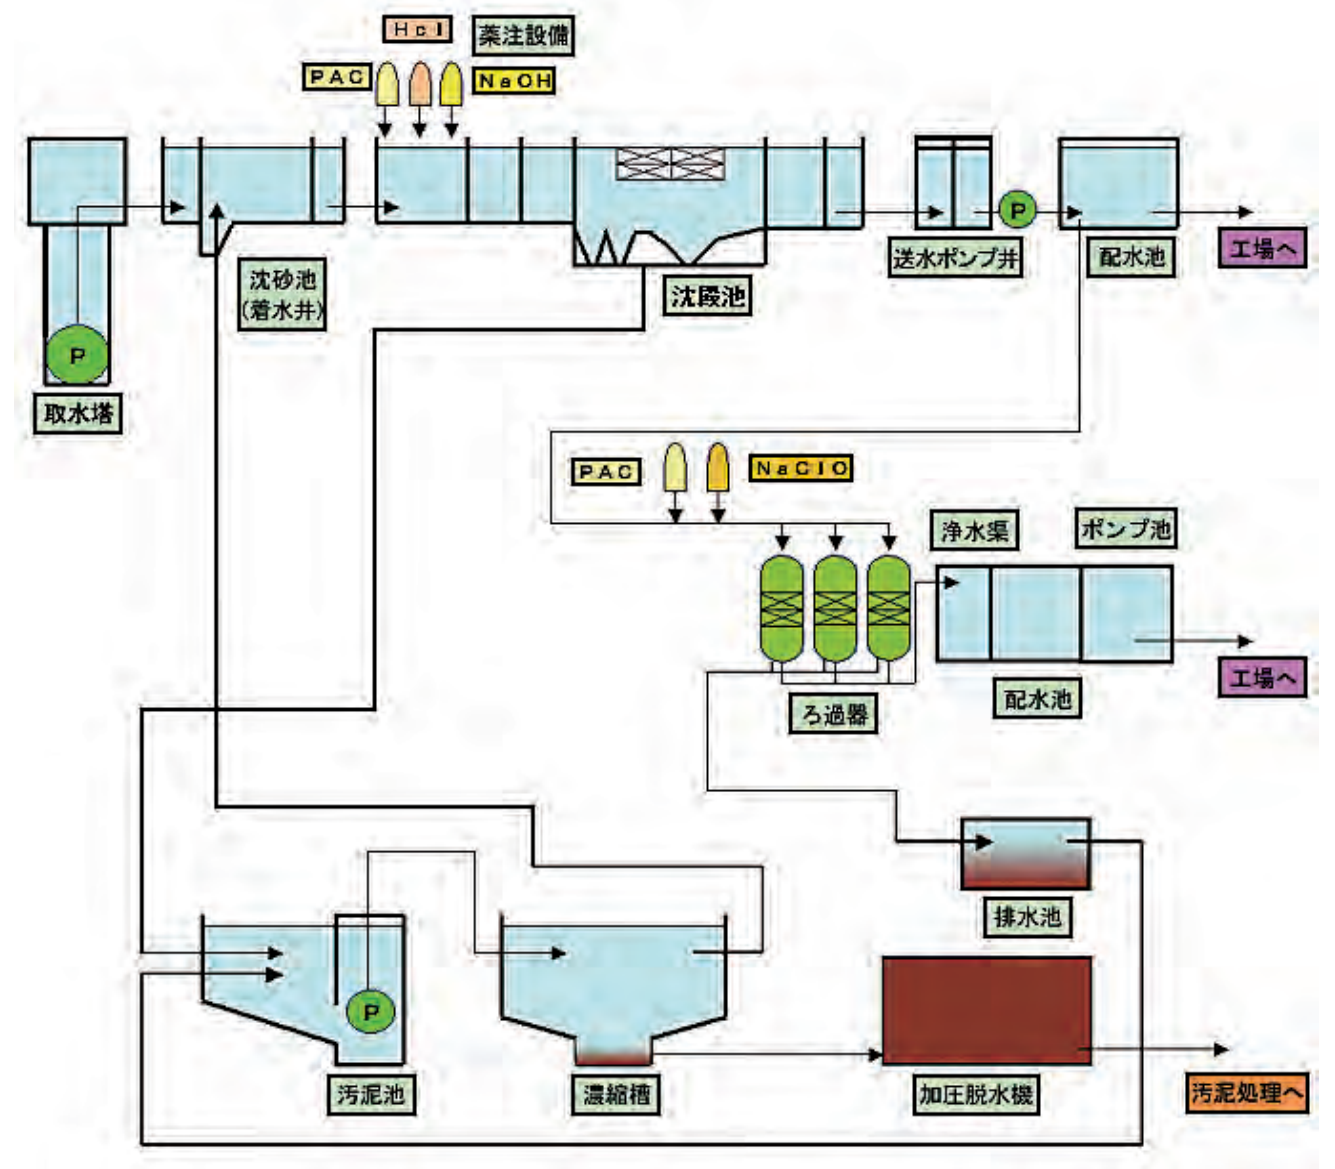 HcI
薬注設備
PAC
NaOH
P
工場へ
送水ポンプ井
配水池
沈砂池
(着水井)
沈殿池
P
取水塔
PAC
NaClO
浄水渠
ポンプ池
工場へ
配水池
ろ過器
排水池
P
汚泥池
濃縮槽
加圧脱水機
汚泥処理へ